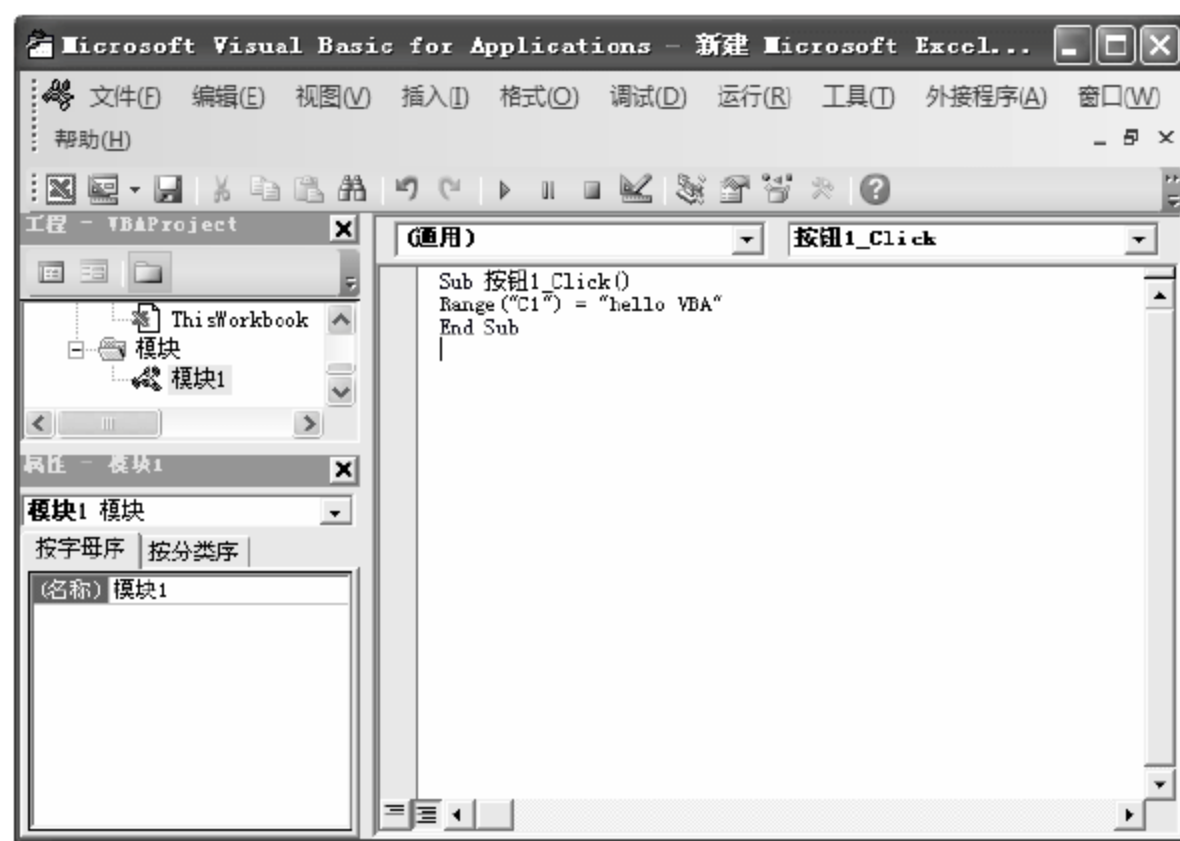 Microsoft Visual Basic for Applications - 新建 Microsoft Excel...
文件(F) 编辑(E) 视图(V) 插入(I) 格式(O) 调试(D) 运行(R) 工具(T) 外接程序(A) 窗口(W)
帮助(H)
工程 - VBAProject
(通用)
按钮1_Click
ThisWorkbook
模块
模块1
Sub 按钮1_Click()
Range("C1") = "hello VBA"
End Sub
属性 - 模块1
模块1 模块
按字母序 按分类序
(名称) 模块1